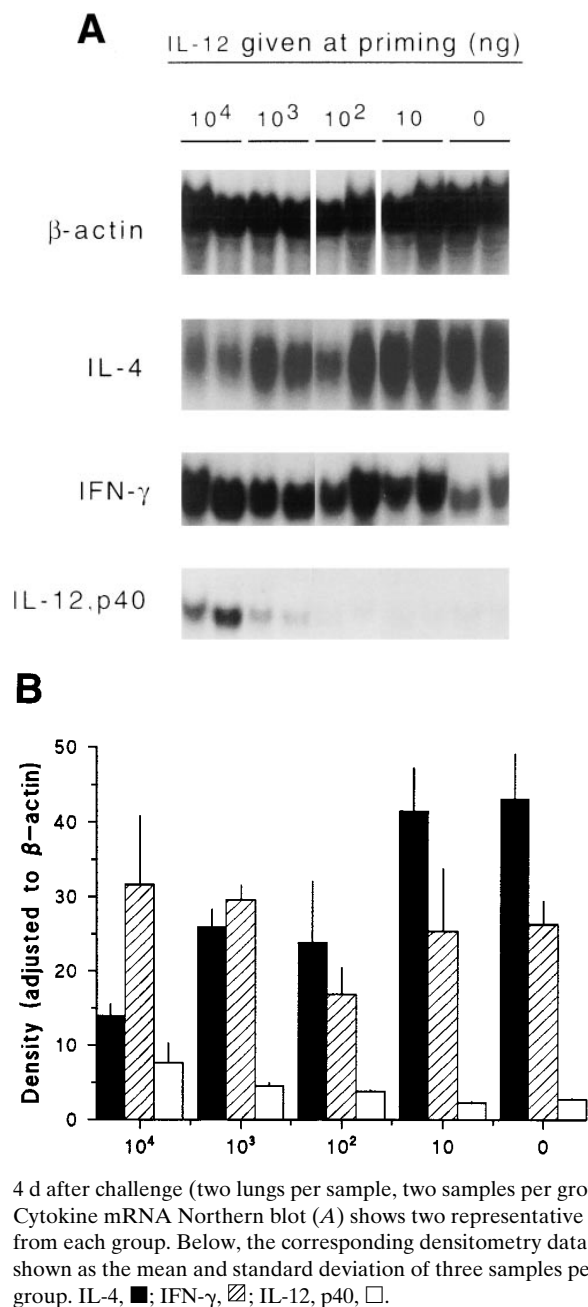 A
IL-12 given at priming (ng)
10⁴ 10³ 10² 10 0
β-actin
IL-4
IFN-γ
IL-12,p40
B
Density (adjusted to β-actin)
50
40
30
20
10
0
10⁴ 10³ 10² 10 0
4 d after challenge (two lungs per sample, two samples per gro
Cytokine mRNA Northern blot (A) shows two representative
from each group. Below, the corresponding densitometry data
shown as the mean and standard deviation of three samples pe
group. IL-4, ■; IFN-γ, ▨; IL-12, p40, □.